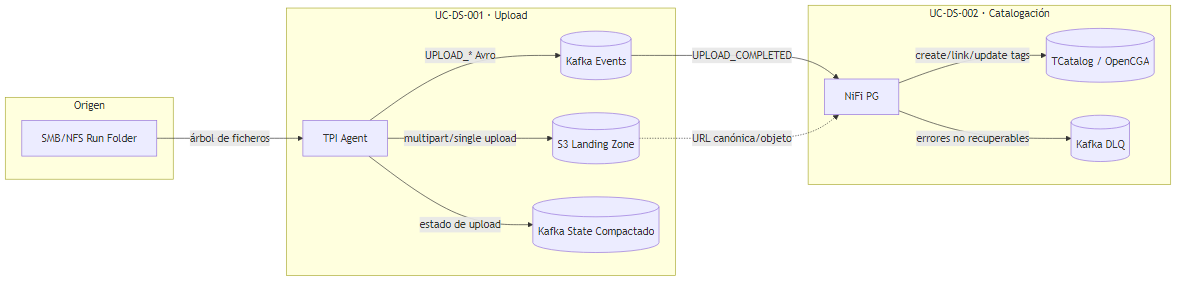 Origen
SMB/NFS Run Folder
árbol de ficheros
UC-DS-001 · Upload
TPI Agent
UPLOAD_* Avro
Kafka Events
multipart/single upload
S3 Landing Zone
estado de upload
Kafka State Compactado
UPLOAD_COMPLETED
URL canónica/objeto
UC-DS-002 · Catalogación
NiFi PG
create/link/update tags
TCatalog / OpenCGA
errores no recuperables
Kafka DLQ